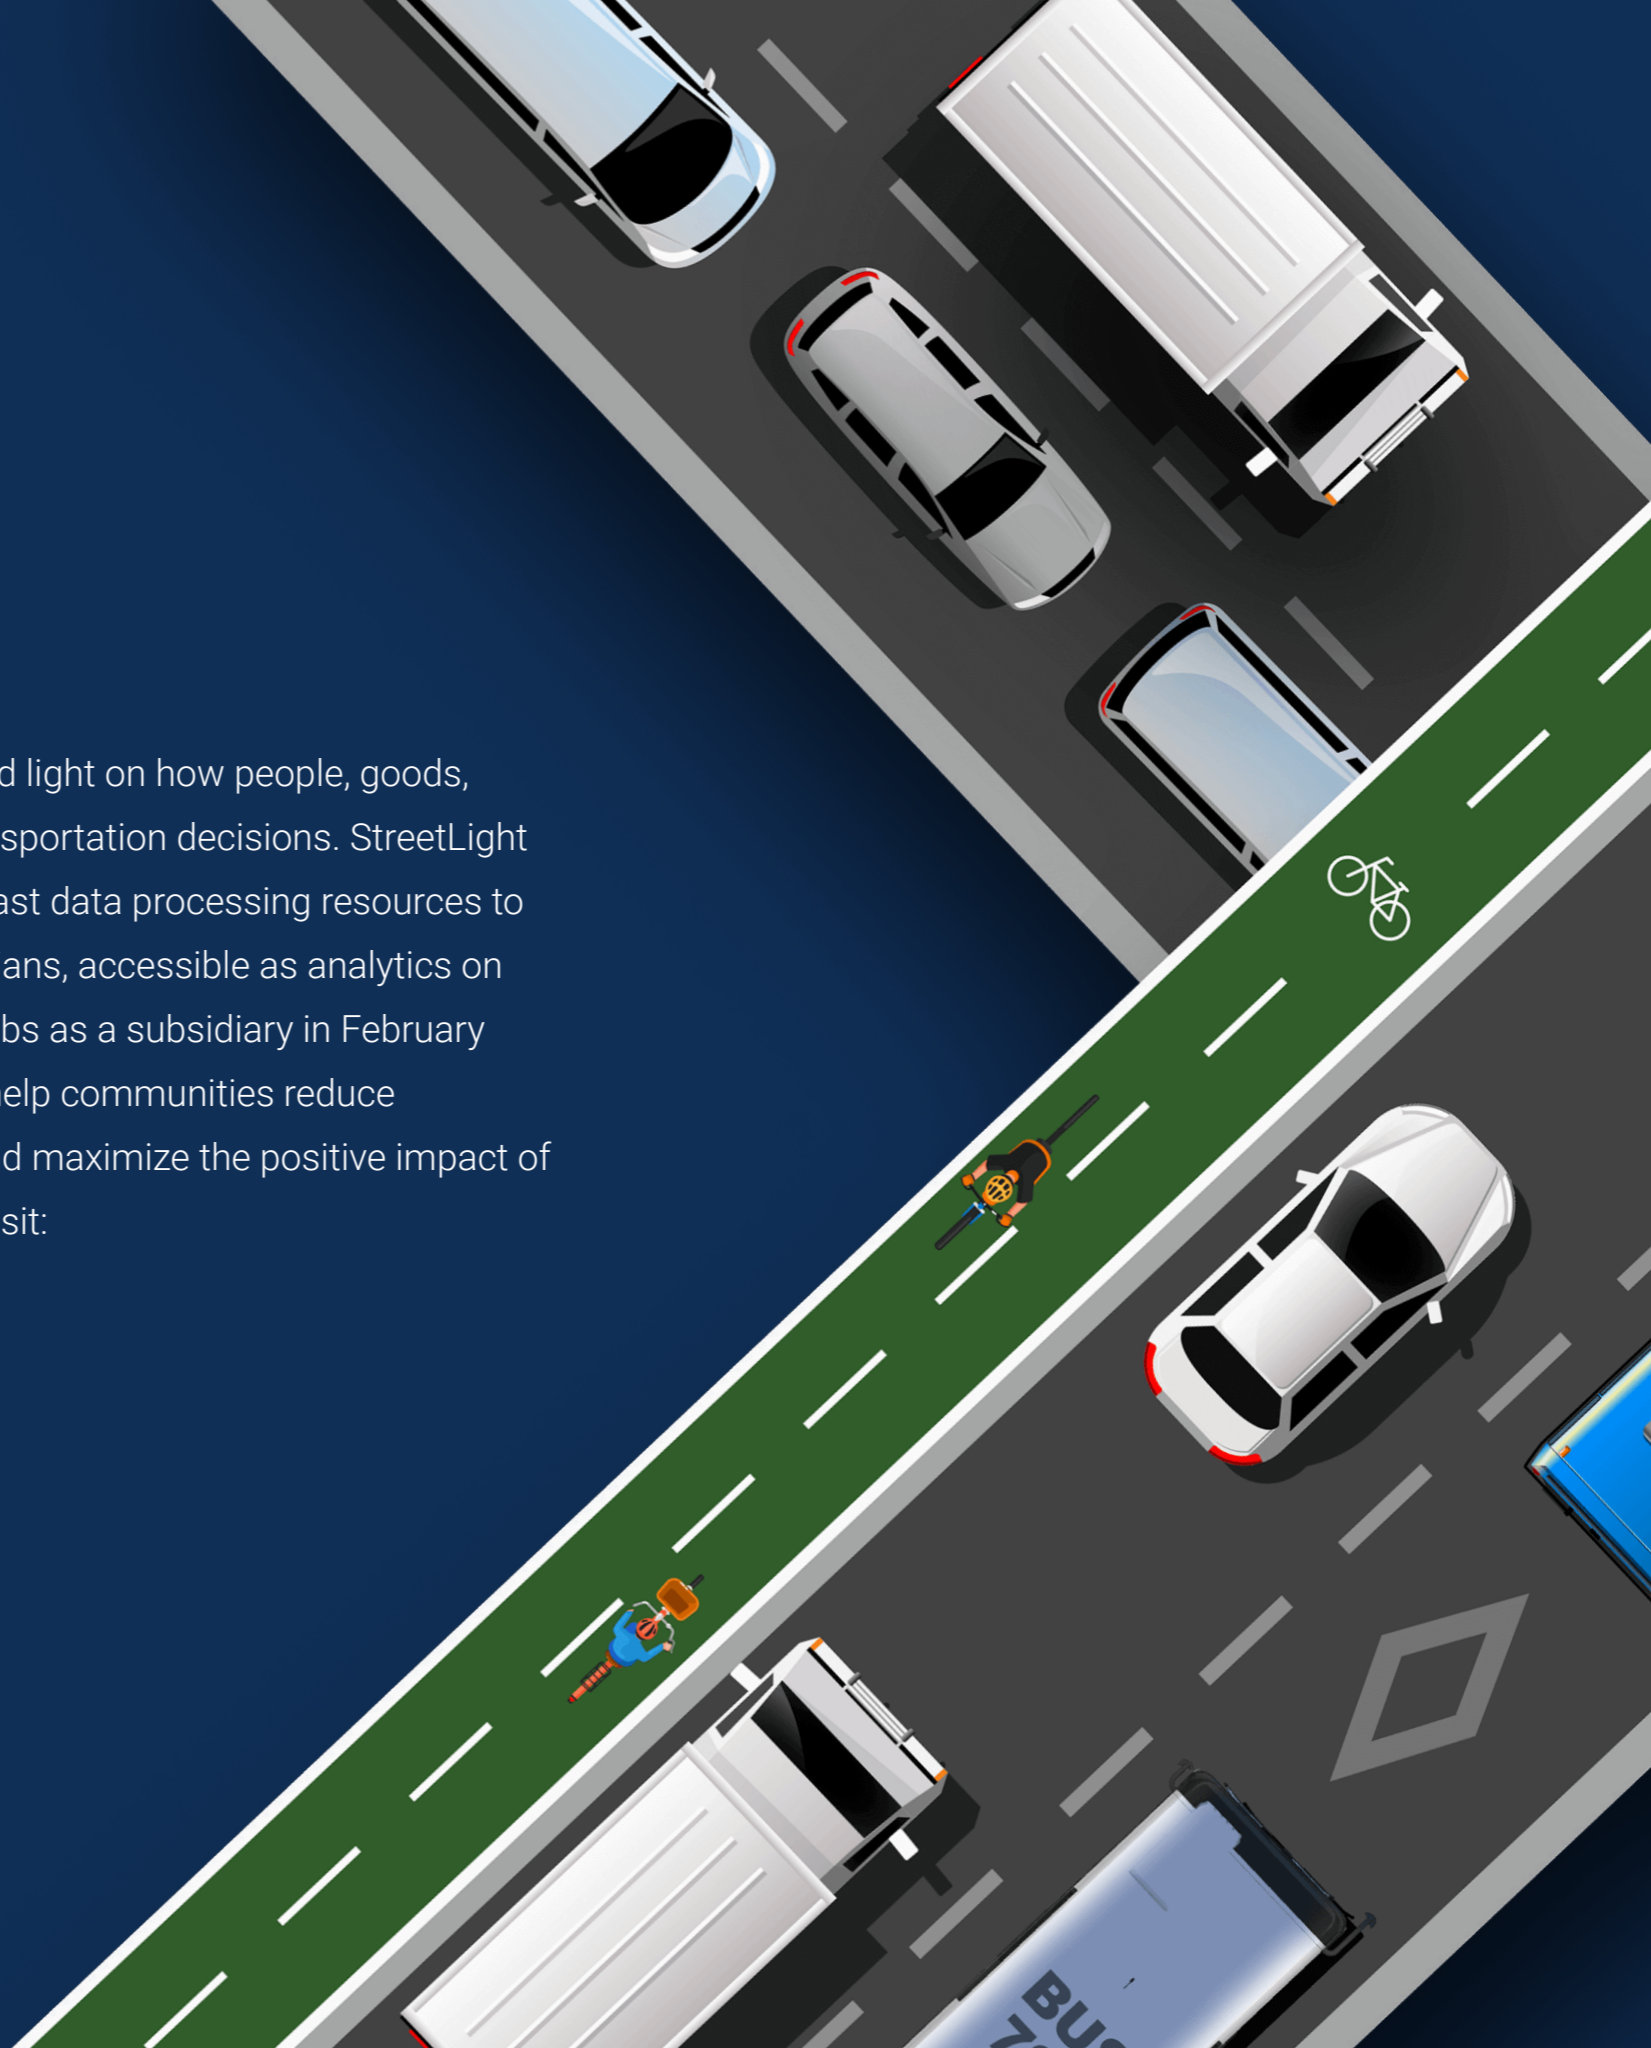 d light on how people, goods,
sportation decisions. StreetLight
ast data processing resources to
ans, accessible as analytics on
bs as a subsidiary in February
elp communities reduce
d maximize the positive impact of
sit:
BUS